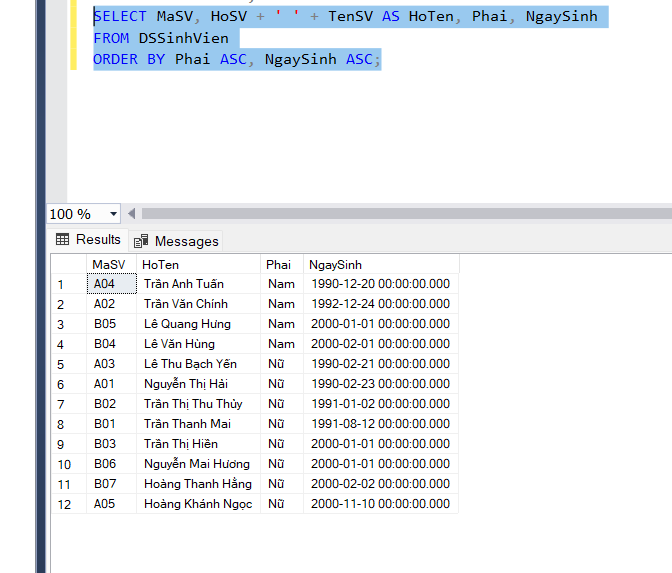 SELECT MaSV, HoSV + ' ' + TenSV AS HoTen, Phai, NgaySinh
FROM DSSinhVien
ORDER BY Phai ASC, NgaySinh ASC;
100 %
Results Messages
MaSV HoTen Phai NgaySinh
1 A04 Trần Anh Tuấn Nam 1990-12-20 00:00:00.000
2 A02 Trần Văn Chính Nam 1992-12-24 00:00:00.000
3 B05 Lê Quang Hưng Nam 2000-01-01 00:00:00.000
4 B04 Lê Văn Hùng Nam 2000-02-01 00:00:00.000
5 A03 Lê Thu Bạch Yến Nữ 1990-02-21 00:00:00.000
6 A01 Nguyễn Thị Hải Nữ 1990-02-23 00:00:00.000
7 B02 Trần Thị Thu Thủy Nữ 1991-01-02 00:00:00.000
8 B01 Trần Thanh Mai Nữ 1991-08-12 00:00:00.000
9 B03 Trần Thị Hiền Nữ 2000-01-01 00:00:00.000
10 B06 Nguyễn Mai Hương Nữ 2000-01-01 00:00:00.000
11 B07 Hoàng Thanh Hằng Nữ 2000-02-02 00:00:00.000
12 A05 Hoàng Khánh Ngọc Nữ 2000-11-10 00:00:00.000